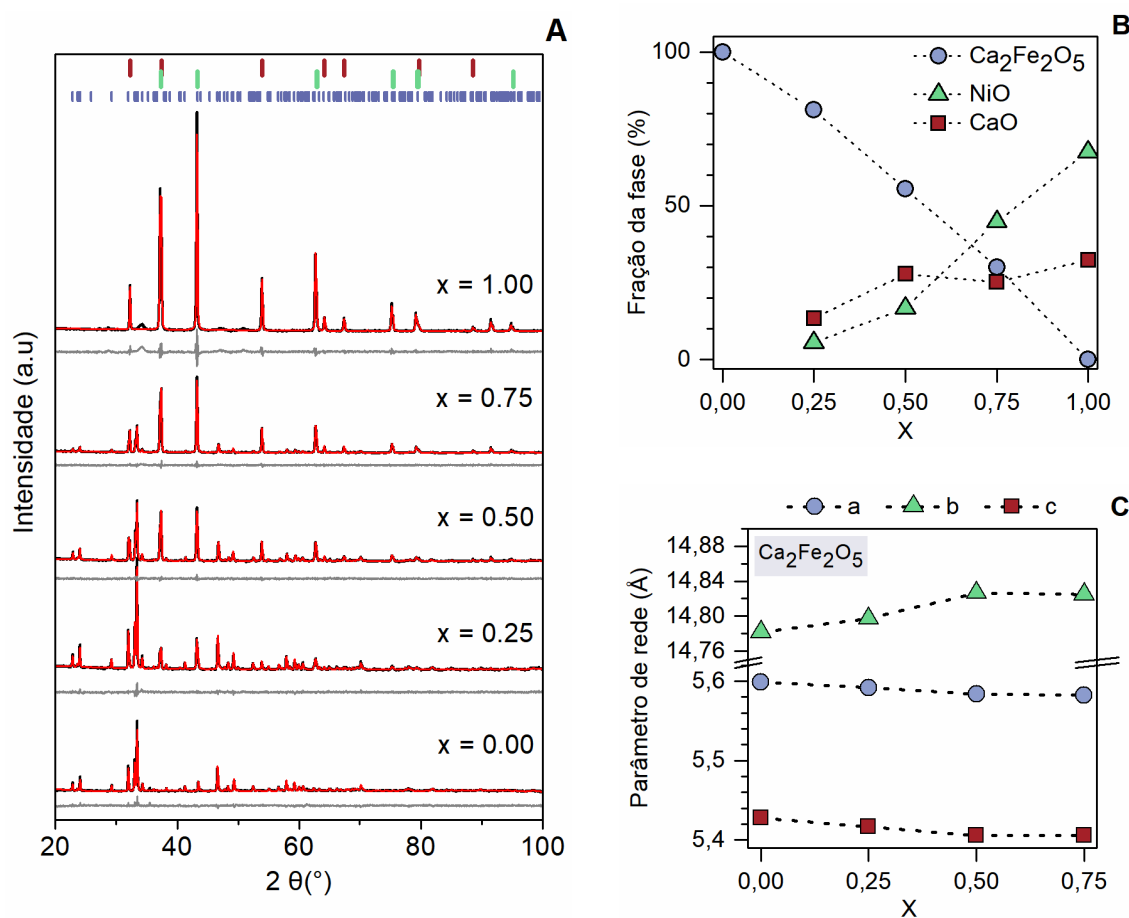 A
Intensidade (a.u)
x = 1.00
x = 0.75
x = 0.50
x = 0.25
x = 0.00
20 40 60 80 100
2 θ(°)
B
Fração da fase (%)
100
50
0
Ca2Fe2O5
NiO
CaO
0,00 0,25 0,50 0,75 1,00
X
C
a b c
Ca2Fe2O5
Parâmetro de rede (Å)
14,88
14,84
14,80
14,76
5,6
5,5
5,4
0,00 0,25 0,50 0,75
X